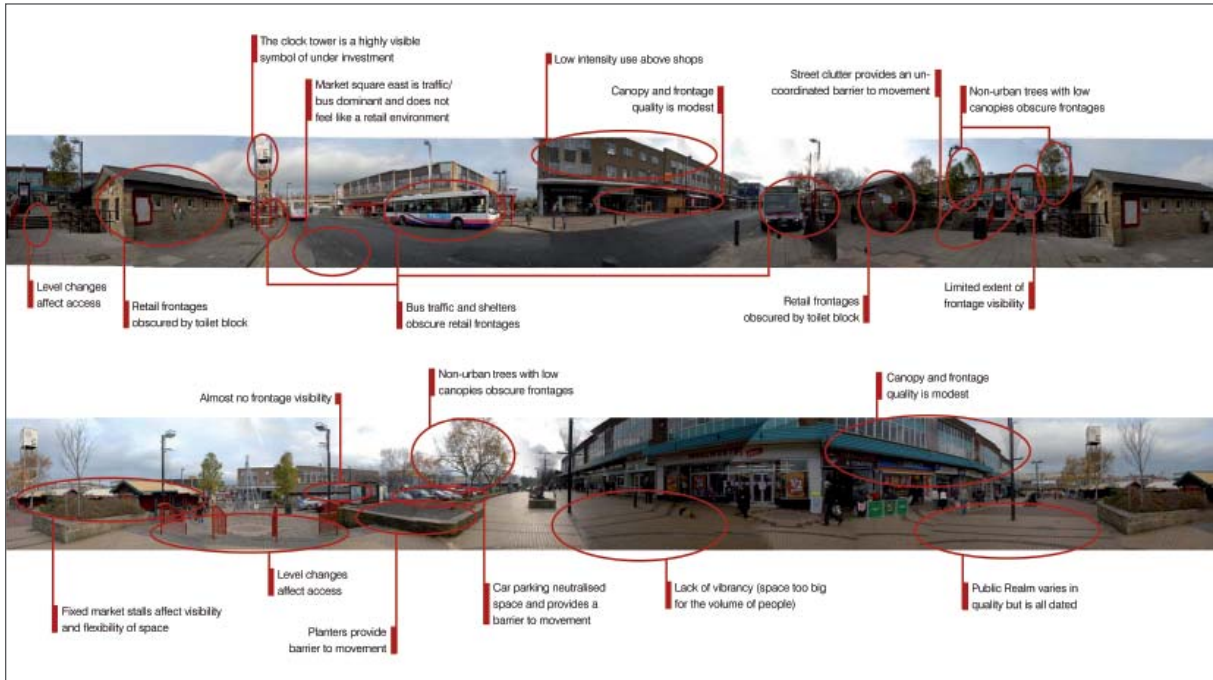 The clock tower is a highly visible
symbol of under investment
Market square east is traffic/
bus dominant and does not
feel like a retail environment
Low intensity use above shops
Canopy and frontage
quality is modest
Street clutter provides an un-
coordinated barrier to movement
Non-urban trees with low
canopies obscure frontages
Level changes
affect access
Retail frontages
obscured by toilet block
Bus traffic and shelters
obscure retail frontages
Retail frontages
obscured by toilet block
Limited extent of
frontage visibility
Almost no frontage visibility
Non-urban trees with low
canopies obscure frontages
Canopy and frontage
quality is modest
Fixed market stalls affect visibility
and flexibility of space
Level changes
affect access
Planters provide
barrier to movement
Car parking neutralised
space and provides a
barrier to movement
Lack of vibrancy (space too big
for the volume of people)
Public Realm varies in
quality but is all dated